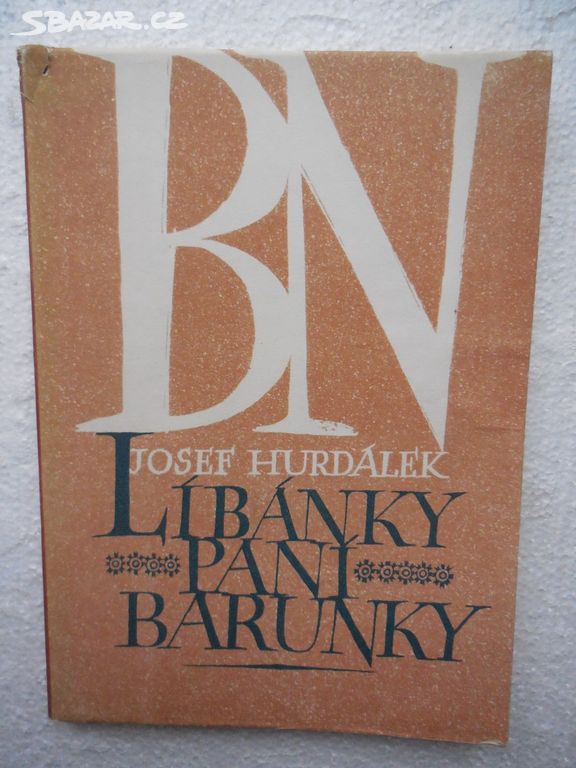 SBAZAR.CZ
BN
JOSEF HURDÁLEK
LÍBÁNKY
PANÍ
BARUNKY